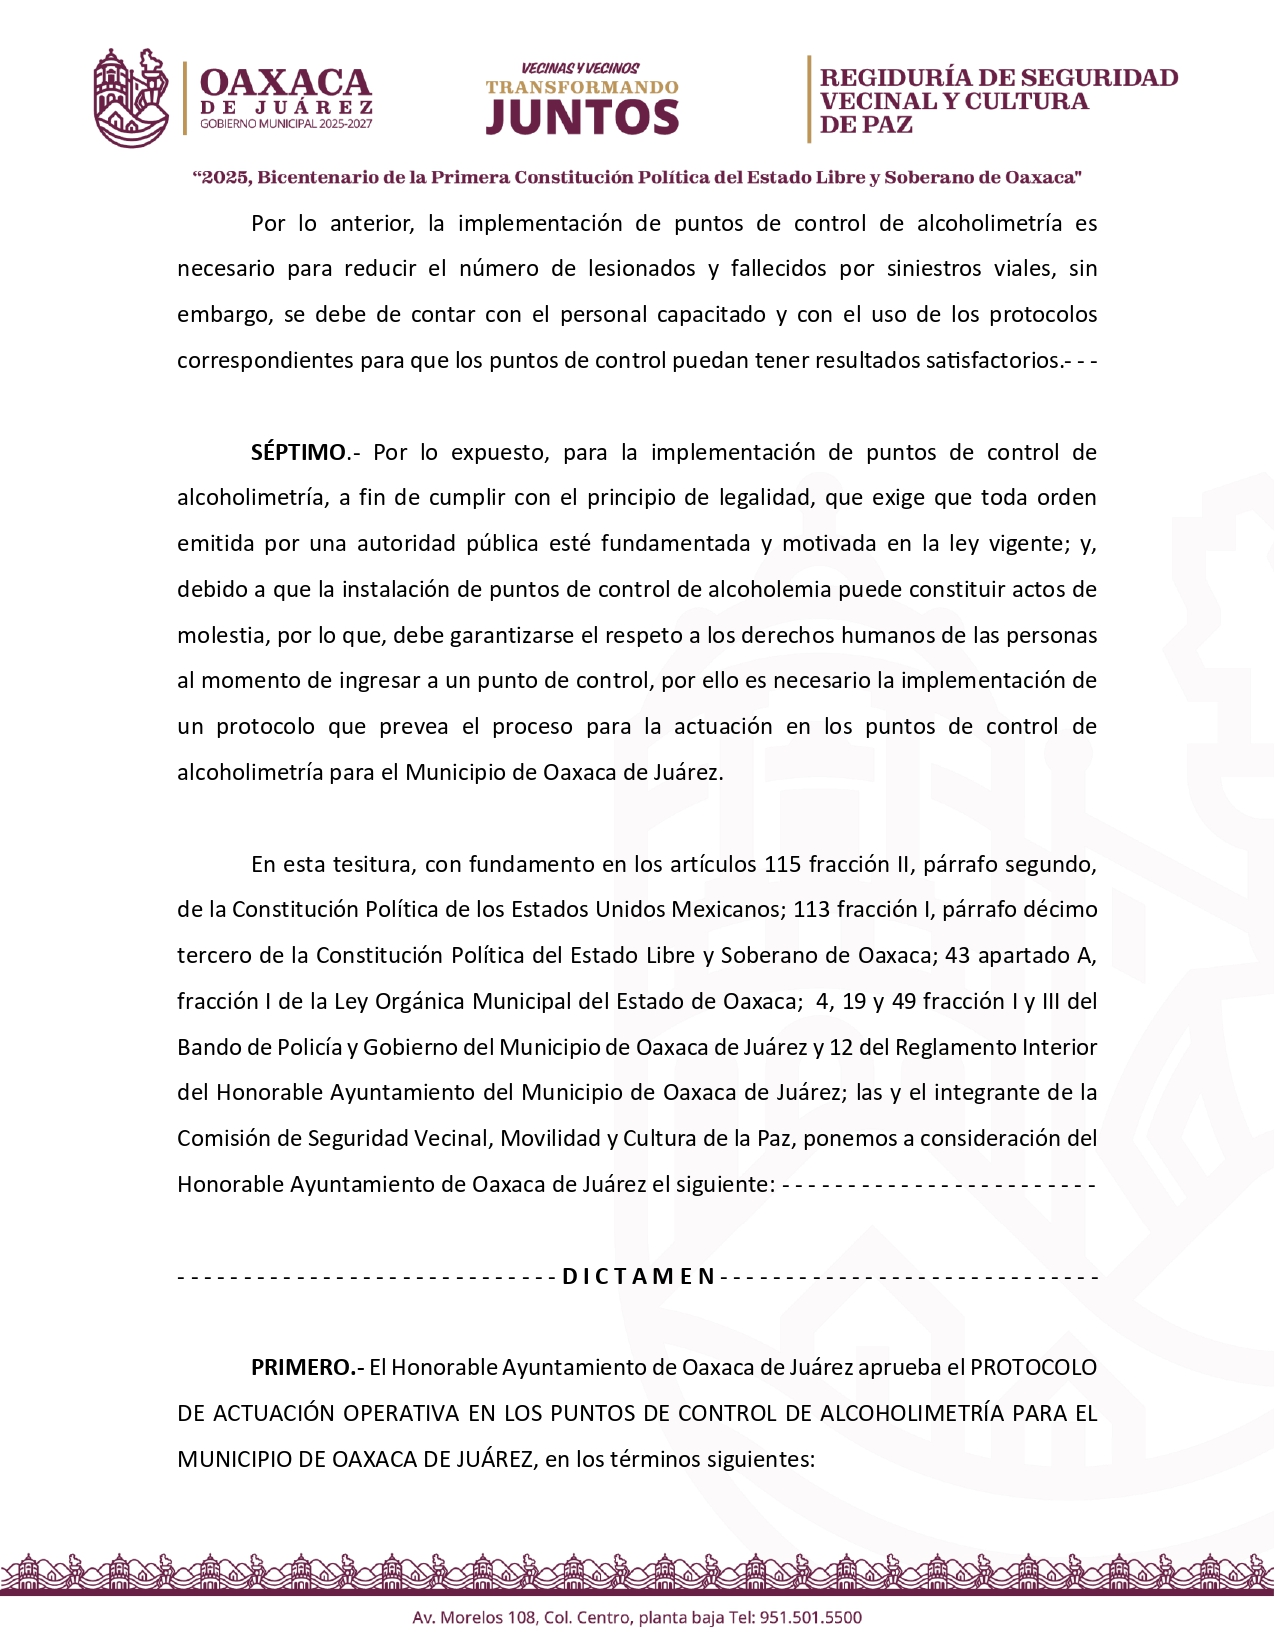 OAXACA
DE JUÁREZ
GOBIERNO MUNICIPAL 2025-2027
VECINAS Y VECINOS
TRANSFORMANDO
JUNTOS
REGIDURÍA DE SEGURIDAD
VECINAL Y CULTURA
DE PAZ
“2025, Bicentenario de la Primera Constitución Política del Estado Libre y Soberano de Oaxaca"
Por lo anterior, la implementación de puntos de control de alcoholimetría es
necesario para reducir el número de lesionados y fallecidos por siniestros viales, sin
embargo, se debe de contar con el personal capacitado y con el uso de los protocolos
correspondientes para que los puntos de control puedan tener resultados satisfactorios.- - -
SÉPTIMO.- Por lo expuesto, para la implementación de puntos de control de
alcoholimetría, a fin de cumplir con el principio de legalidad, que exige que toda orden
emitida por una autoridad pública esté fundamentada y motivada en la ley vigente; y,
debido a que la instalación de puntos de control de alcoholemia puede constituir actos de
molestia, por lo que, debe garantizarse el respeto a los derechos humanos de las personas
al momento de ingresar a un punto de control, por ello es necesario la implementación de
un protocolo que prevea el proceso para la actuación en los puntos de control de
alcoholimetría para el Municipio de Oaxaca de Juárez.
En esta tesitura, con fundamento en los artículos 115 fracción II, párrafo segundo,
de la Constitución Política de los Estados Unidos Mexicanos; 113 fracción I, párrafo décimo
tercero de la Constitución Política del Estado Libre y Soberano de Oaxaca; 43 apartado A,
fracción I de la Ley Orgánica Municipal del Estado de Oaxaca;  4, 19 y 49 fracción I y III del
Bando de Policía y Gobierno del Municipio de Oaxaca de Juárez y 12 del Reglamento Interior
del Honorable Ayuntamiento del Municipio de Oaxaca de Juárez; las y el integrante de la
Comisión de Seguridad Vecinal, Movilidad y Cultura de la Paz, ponemos a consideración del
Honorable Ayuntamiento de Oaxaca de Juárez el siguiente: - - - - - - - - - - - - - - - - - - - - - - - -
- - - - - - - - - - - - - - - - - - - - - - - - - - - - - D I C T A M E N - - - - - - - - - - - - - - - - - - - - - - - - - - - - -
PRIMERO.- El Honorable Ayuntamiento de Oaxaca de Juárez aprueba el PROTOCOLO
DE ACTUACIÓN OPERATIVA EN LOS PUNTOS DE CONTROL DE ALCOHOLIMETRÍA PARA EL
MUNICIPIO DE OAXACA DE JUÁREZ, en los términos siguientes:
Av. Morelos 108, Col. Centro, planta baja Tel: 951.501.5500